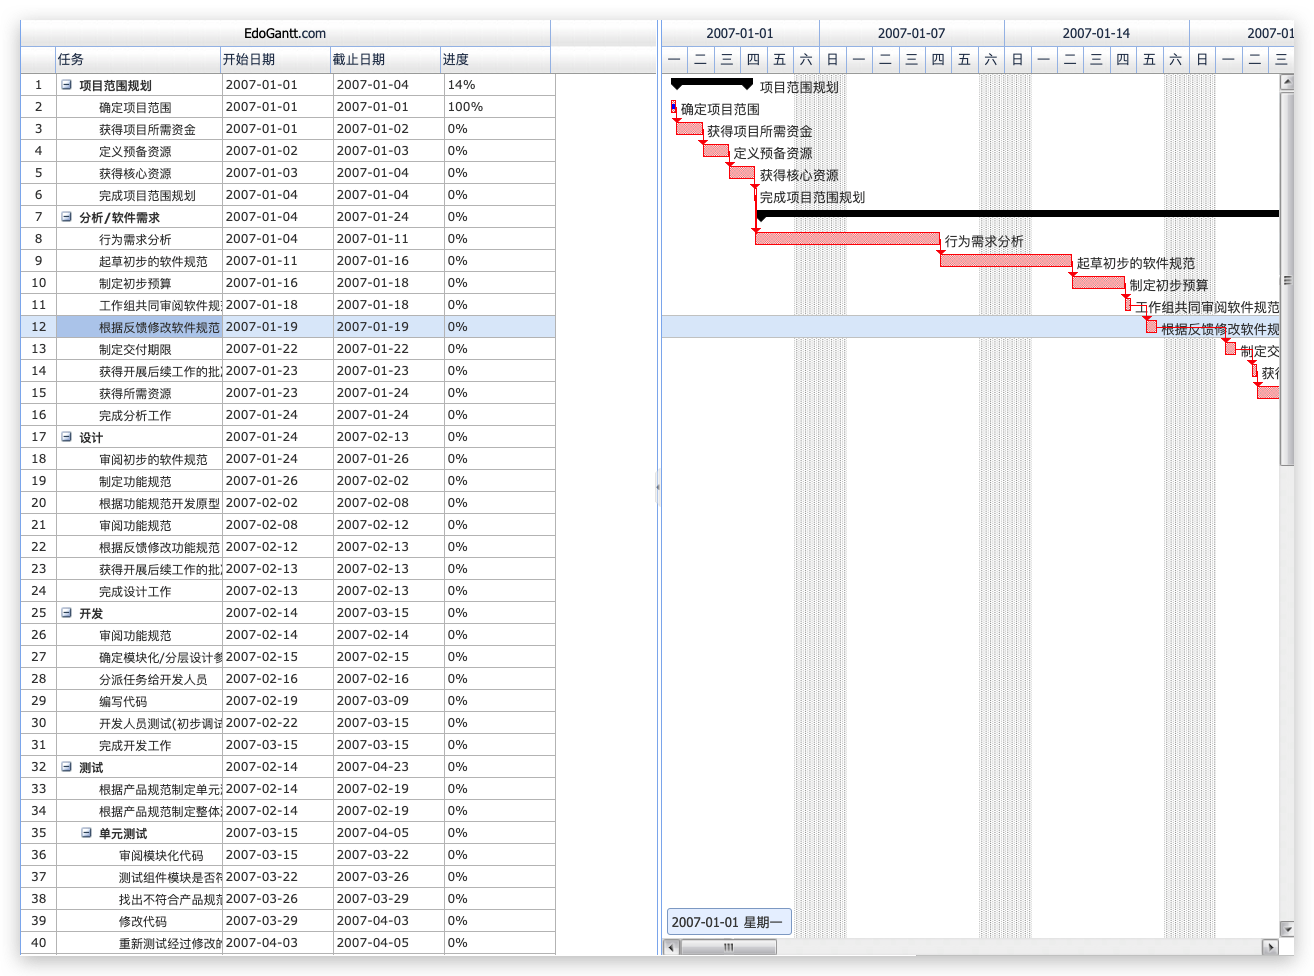 EdoGantt.com
任务 开始日期 截止日期 进度
1 项目范围规划 2007-01-01 2007-01-04 14%
2 确定项目范围 2007-01-01 2007-01-01 100%
3 获得项目所需资金 2007-01-01 2007-01-02 0%
4 定义预备资源 2007-01-02 2007-01-03 0%
5 获得核心资源 2007-01-03 2007-01-04 0%
6 完成项目范围规划 2007-01-04 2007-01-04 0%
7 分析/软件需求 2007-01-04 2007-01-24 0%
8 行为需求分析 2007-01-04 2007-01-11 0%
9 起草初步的软件规范 2007-01-11 2007-01-16 0%
10 制定初步预算 2007-01-16 2007-01-18 0%
11 工作组共同审阅软件规 2007-01-18 2007-01-18 0%
12 根据反馈修改软件规范 2007-01-19 2007-01-19 0%
13 制定交付期限 2007-01-22 2007-01-22 0%
14 获得开展后续工作的批 2007-01-23 2007-01-23 0%
15 获得所需资源 2007-01-23 2007-01-24 0%
16 完成分析工作 2007-01-24 2007-01-24 0%
17 设计 2007-01-24 2007-02-13 0%
18 审阅初步的软件规范 2007-01-24 2007-01-26 0%
19 制定功能规范 2007-01-26 2007-02-02 0%
20 根据功能规范开发原型 2007-02-02 2007-02-08 0%
21 审阅功能规范 2007-02-08 2007-02-12 0%
22 根据反馈修改功能规范 2007-02-12 2007-02-13 0%
23 获得开展后续工作的批 2007-02-13 2007-02-13 0%
24 完成设计工作 2007-02-13 2007-02-13 0%
25 开发 2007-02-14 2007-03-15 0%
26 审阅功能规范 2007-02-14 2007-02-14 0%
27 确定模块化/分层设计参 2007-02-15 2007-02-15 0%
28 分派任务给开发人员 2007-02-16 2007-02-16 0%
29 编写代码 2007-02-19 2007-03-09 0%
30 开发人员测试(初步调试 2007-02-22 2007-03-15 0%
31 完成开发工作 2007-03-15 2007-03-15 0%
32 测试 2007-02-14 2007-04-23 0%
33 根据产品规范制定单元 2007-02-14 2007-02-19 0%
34 根据产品规范制定整体 2007-02-14 2007-02-19 0%
35 单元测试 2007-03-15 2007-04-05 0%
36 审阅模块化代码 2007-03-15 2007-03-22 0%
37 测试组件模块是否符 2007-03-22 2007-03-26 0%
38 找出不符合产品规范 2007-03-26 2007-03-29 0%
39 修改代码 2007-03-29 2007-04-03 0%
40 重新测试经过修改的 2007-04-03 2007-04-05 0%
2007-01-01 2007-01-07 2007-01-14 2007-01
一 二 三 四 五 六 日 一 二 三 四 五 六 日 一 二 三 四 五 六 日 一 二 三
项目范围规划
确定项目范围
获得项目所需资金
定义预备资源
获得核心资源
完成项目范围规划
行为需求分析
起草初步的软件规范
制定初步预算
工作组共同审阅软件规范
根据反馈修改软件规
制定交
获得
2007-01-01 星期一